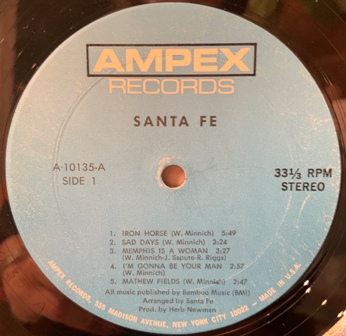 AMPEX
RECORDS
SANTA FE
A-10135-A
SIDE 1
33⅓ RPM
STEREO
1. IRON HORSE (W. Minnich) 5:49
2. SAD DAYS (W. Minnich) 3:24
3. MEMPHIS IS A WOMAN 3:27
(W. Minnich-J. Saputo-R. Riggs)
4. I'M GONNA BE YOUR MAN 2:57
(W. Minnich)
5. MATHEW FIELDS (W. Minnich) 2:47
All music published by Bamboo Music (BMI)
Arranged by Santa Fe
Prod. by Herb Newman
AMPEX RECORDS, 555 MADISON AVENUE, NEW YORK CITY 10022 - MADE IN U.S.A.